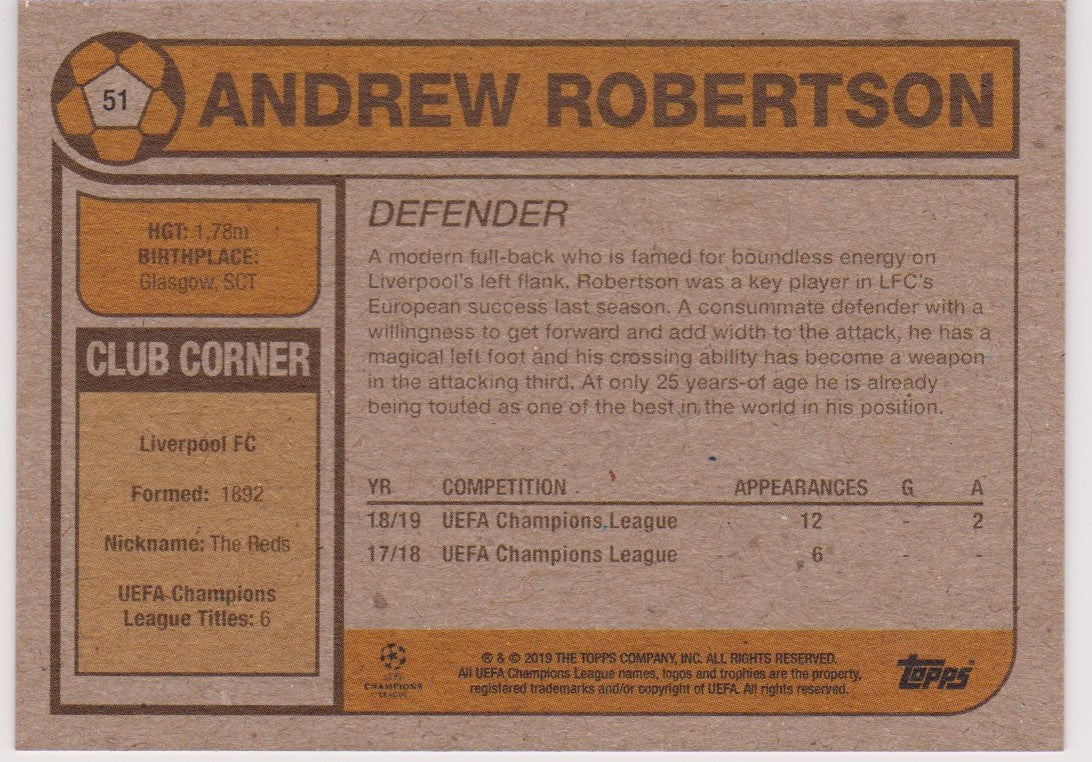 51
ANDREW ROBERTSON
HGT: 1,78m
BIRTHPLACE:
Glasgow, SCT
CLUB CORNER
Liverpool FC
Formed: 1892
Nickname: The Reds
UEFA Champions
League Titles: 6
DEFENDER
A modern full-back who is famed for boundless energy on
Liverpool's left flank, Robertson was a key player in LFC's
European success last season. A consummate defender with a
willingness to get forward and add width to the attack, he has a
magical left foot and his crossing ability has become a weapon
in the attacking third. At only 25 years-of age he is already
being touted as one of the best in the world in his position.
YR COMPETITION APPEARANCES G A
18/19 UEFA Champions League 12 - 2
17/18 UEFA Champions League 6 - -
UEFA
CHAMPIONS
LEAGUE
® & © 2019 THE TOPPS COMPANY, INC. ALL RIGHTS RESERVED.
All UEFA Champions League names, logos and trophies are the property,
registered trademarks and/or copyright of UEFA. All rights reserved.
topps